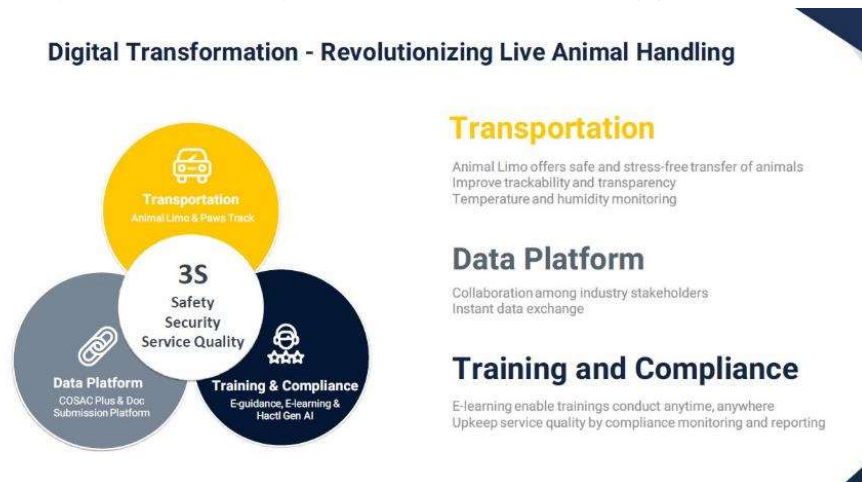 Digital Transformation - Revolutionizing Live Animal Handling
Transportation
Animal Limo & Paws Track
3S
Safety
Security
Service Quality
Data Platform
COSAC Plus & Doc
Submission Platform
Training & Compliance
E-guidance, E-learning &
Hactl Gen AI
Transportation
Animal Limo offers safe and stress-free transfer of animals
Improve trackability and transparency
Temperature and humidity monitoring
Data Platform
Collaboration among industry stakeholders
Instant data exchange
Training and Compliance
E-learning enable trainings conduct anytime, anywhere
Upkeep service quality by compliance monitoring and reporting